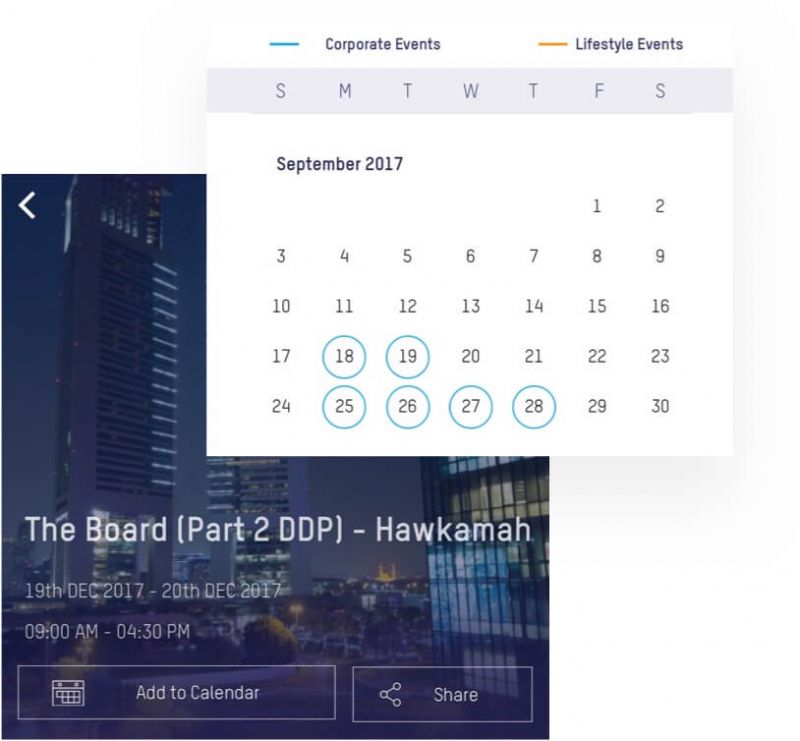 Corporate Events Lifestyle Events
S M T W T F S
September 2017
1 2
3 4 5 6 7 8 9
10 11 12 13 14 15 16
17 18 19 20 21 22 23
24 25 26 27 28 29 30
The Board (Part 2 DDP) - Hawkamah
19th DEC 2017 - 20th DEC 2017
09:00 AM - 04:30 PM
Add to Calendar Share